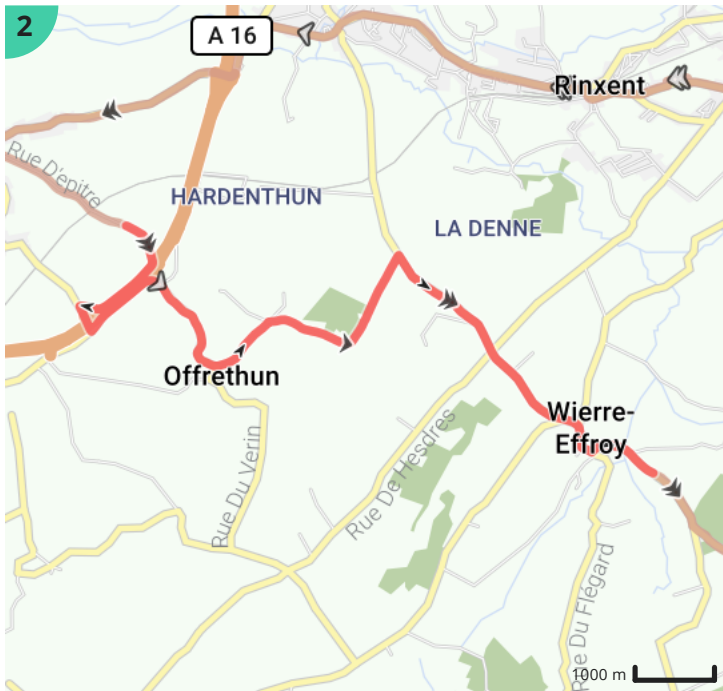 2
A 16
Rinxent
Rue D'epitre
HARDENTHUN
LA DENNE
Offrethun
Wierre-
Effroy
Rue Du Verin
Rue De Hesdres
Rue Du Flégard
1000 m